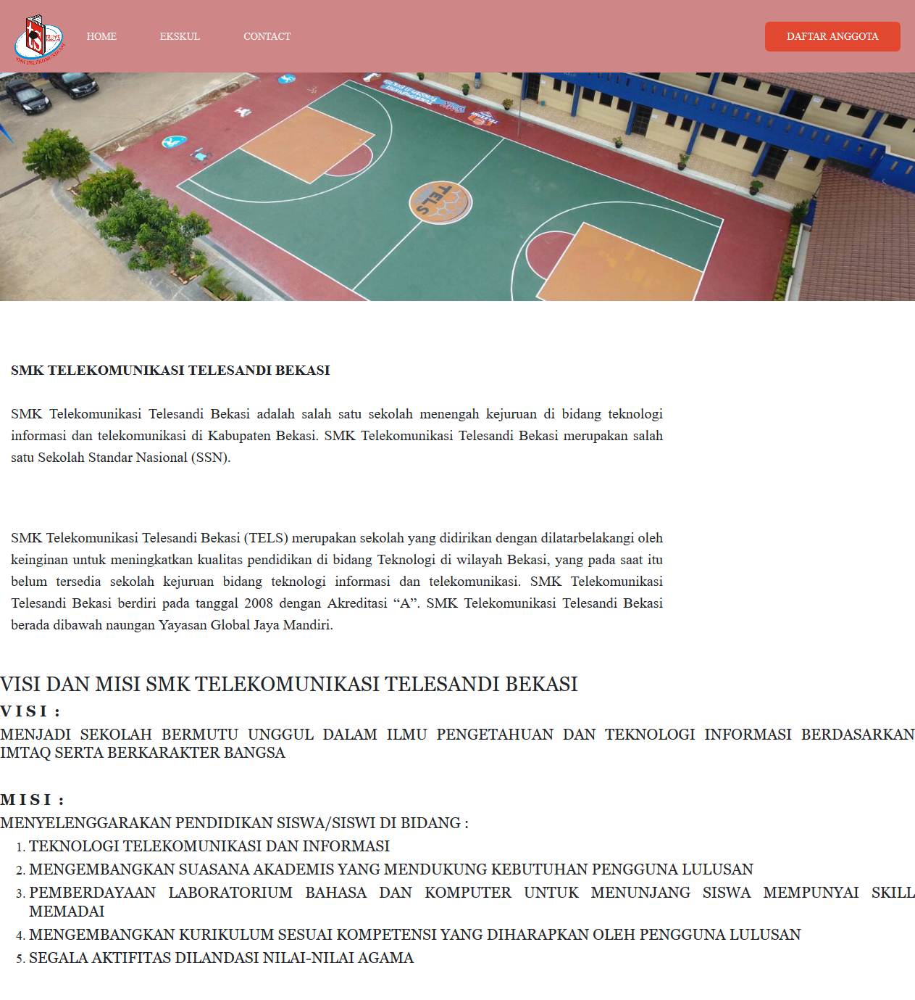 HOME EKSKUL CONTACT DAFTAR ANGGOTA
TELS
SMK TELEKOMUNIKASI TELESANDI BEKASI
SMK Telekomunikasi Telesandi Bekasi adalah salah satu sekolah menengah kejuruan di bidang teknologi
informasi dan telekomunikasi di Kabupaten Bekasi. SMK Telekomunikasi Telesandi Bekasi merupakan salah
satu Sekolah Standar Nasional (SSN).
SMK Telekomunikasi Telesandi Bekasi (TELS) merupakan sekolah yang didirikan dengan dilatarbelakangi oleh
keinginan untuk meningkatkan kualitas pendidikan di bidang Teknologi di wilayah Bekasi, yang pada saat itu
belum tersedia sekolah kejuruan bidang teknologi informasi dan telekomunikasi. SMK Telekomunikasi
Telesandi Bekasi berdiri pada tanggal 2008 dengan Akreditasi “A”. SMK Telekomunikasi Telesandi Bekasi
berada dibawah naungan Yayasan Global Jaya Mandiri.
VISI DAN MISI SMK TELEKOMUNIKASI TELESANDI BEKASI
V I S I :
MENJADI SEKOLAH BERMUTU UNGGUL DALAM ILMU PENGETAHUAN DAN TEKNOLOGI INFORMASI BERDASARKAN
IMTAQ SERTA BERKARAKTER BANGSA
M I S I :
MENYELENGGARAKAN PENDIDIKAN SISWA/SISWI DI BIDANG :
1. TEKNOLOGI TELEKOMUNIKASI DAN INFORMASI
2. MENGEMBANGKAN SUASANA AKADEMIS YANG MENDUKUNG KEBUTUHAN PENGGUNA LULUSAN
3. PEMBERDAYAAN LABORATORIUM BAHASA DAN KOMPUTER UNTUK MENUNJANG SISWA MEMPUNYAI SKILL
MEMADAI
4. MENGEMBANGKAN KURIKULUM SESUAI KOMPETENSI YANG DIHARAPKAN OLEH PENGGUNA LULUSAN
5. SEGALA AKTIFITAS DILANDASI NILAI-NILAI AGAMA